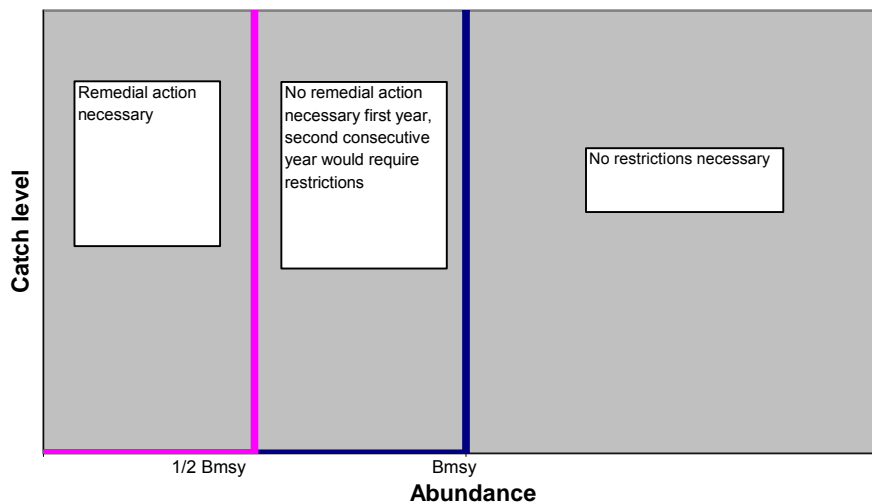 Remedial action
necessary
No remedial action
necessary first year,
second consecutive
year would require
restrictions
No restrictions necessary
Catch level
1/2 Bmsy
Bmsy
Abundance